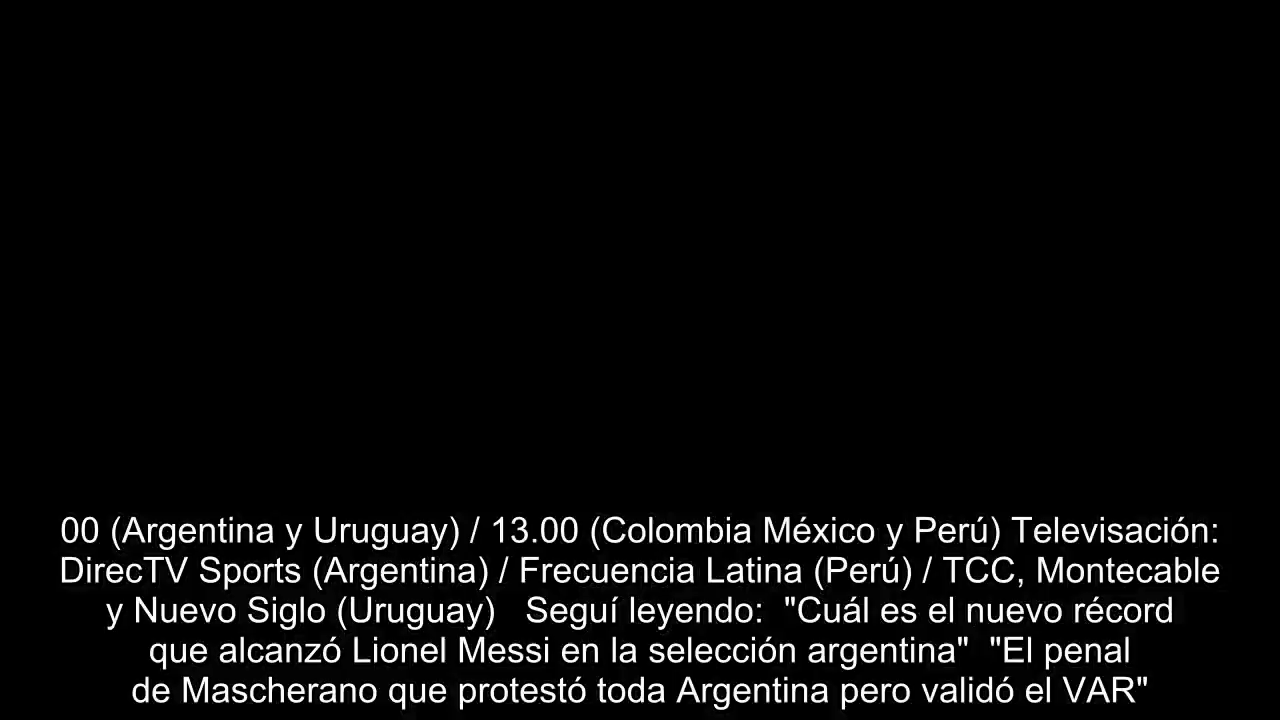 00 (Argentina y Uruguay) / 13.00 (Colombia México y Perú) Televisación:
DirecTV Sports (Argentina) / Frecuencia Latina (Perú) / TCC, Montecable
y Nuevo Siglo (Uruguay)   Seguí leyendo:  "Cuál es el nuevo récord
que alcanzó Lionel Messi en la selección argentina"  "El penal
de Mascherano que protestó toda Argentina pero validó el VAR"